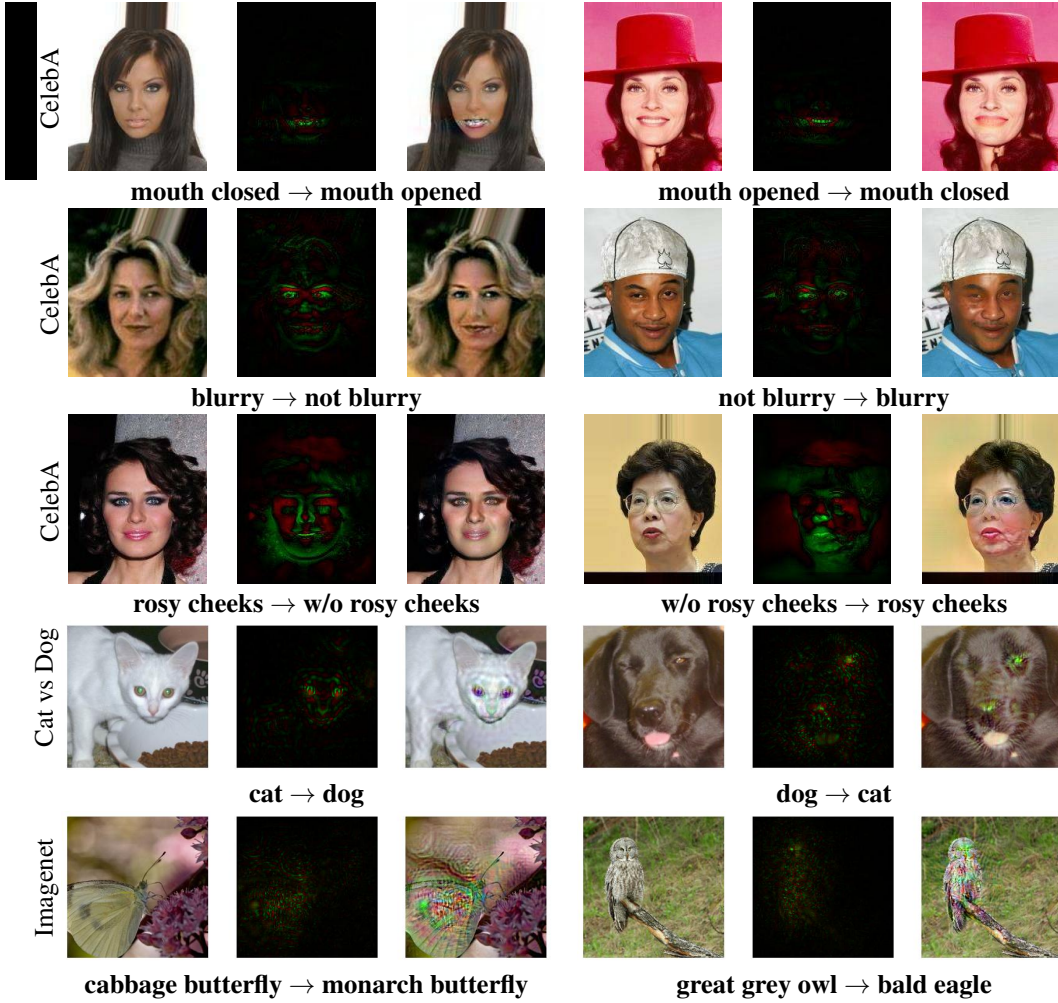 CelebA
mouth closed → mouth opened
mouth opened → mouth closed
CelebA
blurry → not blurry
not blurry → blurry
CelebA
rosy cheeks → w/o rosy cheeks
w/o rosy cheeks → rosy cheeks
Cat vs Dog
cat → dog
dog → cat
Imagenet
cabbage butterfly → monarch butterfly
great grey owl → bald eagle